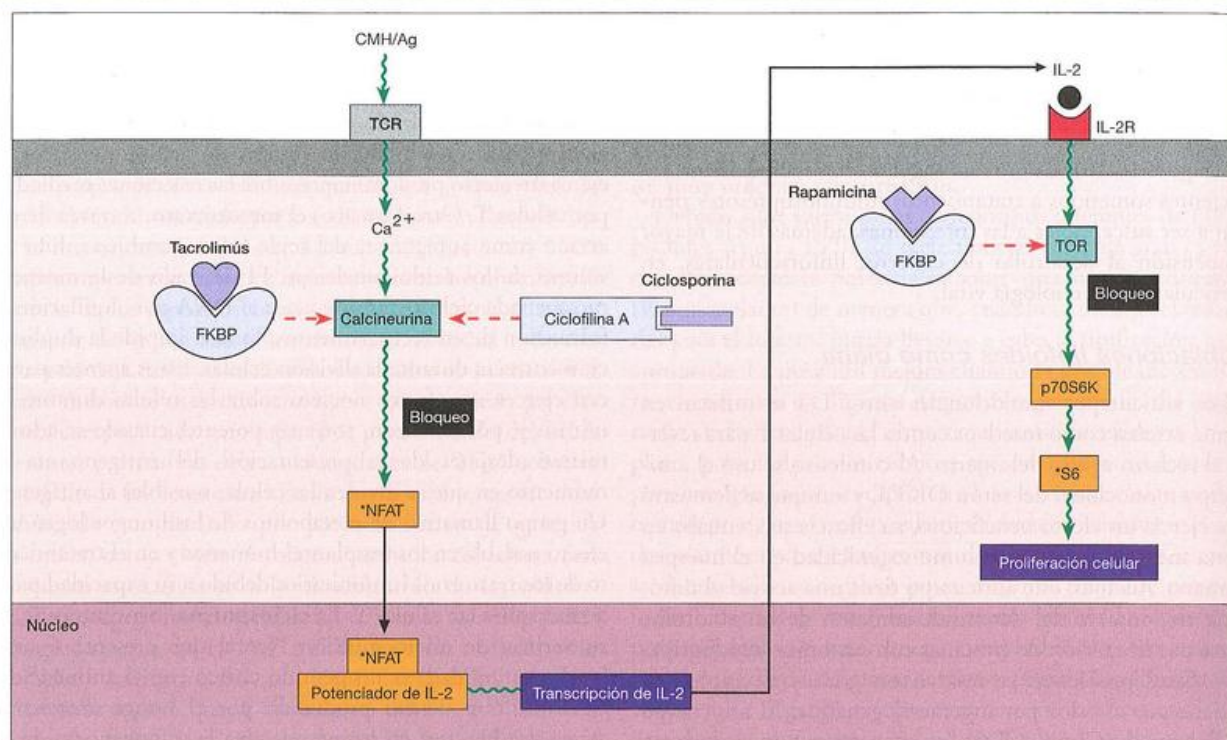 CMH/Ag
TCR
Ca2+
Tacrolimús
FKBP
Calcineurina
Ciclosporina
Ciclofilina A
Bloqueo
*NFAT
Núcleo
*NFAT
Potenciador de IL-2
Transcripción de IL-2
IL-2
IL-2R
Rapamicina
FKBP
TOR
Bloqueo
p70S6K
*S6
Proliferación celular